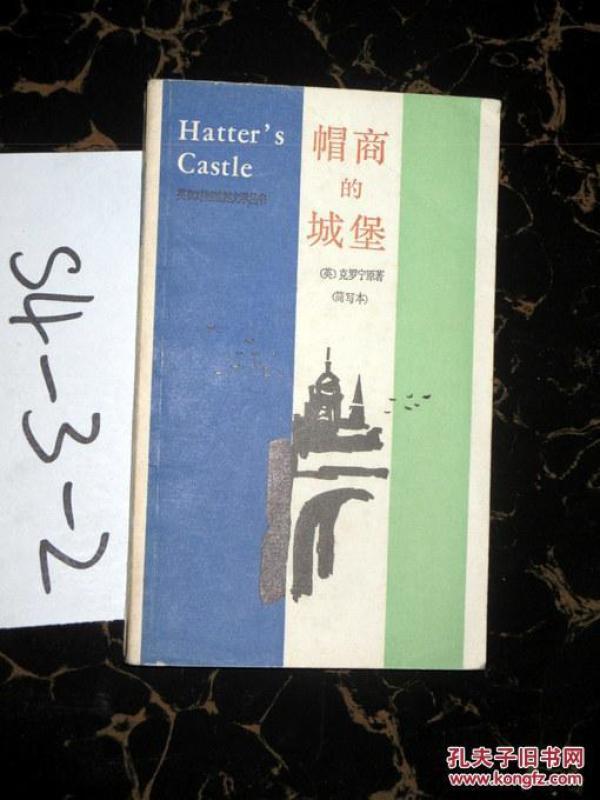 Hatter's
Castle
帽商
的
城堡
(英)克罗宁原著
(简写本)
S4-3-2
孔夫子旧书网
www.kongfz.com